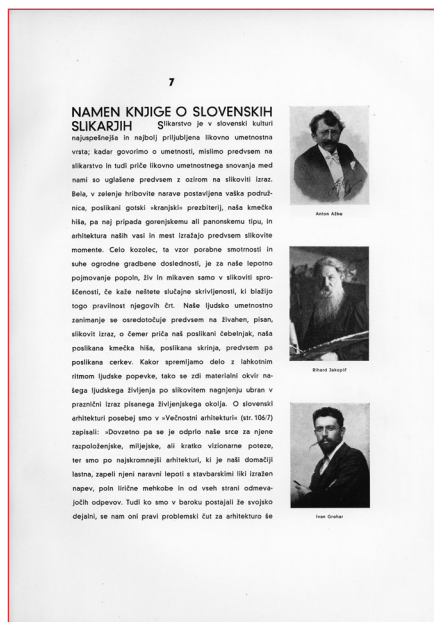 7
NAMEN KNJIGE O SLOVENSKIH
SLIKARJIH Slikarstvo je v slovenski kulturi
najuspešnejša in najbolj priljubljena likovno umetnostna
vrsta; kadar govorimo o umetnosti, mislimo predvsem na
slikarstvo in tudi priče likovno umetnostnega snovanja med
nami so uglašene predvsem z ozirom na slikoviti izraz.
Bela, v zelenje hribovite narave postavljena vaška podruž-
nica, poslikani gotski »kranjski« prezbiterij, naša kmečka
hiša, pa naj pripada gorenjskemu ali panonskemu tipu, in
arhitektura naših vasi in mest izražajo predvsem slikovite
momente. Celo kozolec, ta vzor porabne smotrnosti in
suhe ogrodne gradbene doslednosti, je za naše lepotno
pojmovanje popoln, živ in mikaven samo v slikoviti spro-
ščenosti, če kaže neštete slučajne skrivljenosti, ki blažijo
togo pravilnost njegovih črt. Naše ljudsko umetnostno
zanimanje se osredotočuje predvsem na živahen, pisan,
slikovit izraz, o čemer priča naš poslikani čebelnjak, naša
poslikana kmečka hiša, poslikana skrinja, predvsem pa
poslikana cerkev. Kakor spremljamo delo z lahkotnim
ritmom ljudske popevke, tako se zdi materialni okvir na-
šega ljudskega življenja po slikovitem nagnjenju ubran v
praznični izraz pisanega življenjskega okolja. O slovenski
arhitekturi posebej smo v »Večnostni arhitekturi« (str. 106/7)
zapisali: »Dovzetno pa se je odprlo naše srce za njene
razpoloženjske, miljejske, ali kratko vizionarne poteze,
ter smo po najskromnejši arhitekturi, ki je naši domačiji
lastna, zapeli njeni naravni lepoti s stavbarskimi liki izražen
napev, poln lirične mehkobe in od vseh strani odmeva-
jočih odpevov. Tudi ko smo v baroku postajali že svojsko
dejalni, se nam oni pravi problemski čut za arhitekturo še
Anton Ažbe
Rihard Jakopič
Ivan Grohar